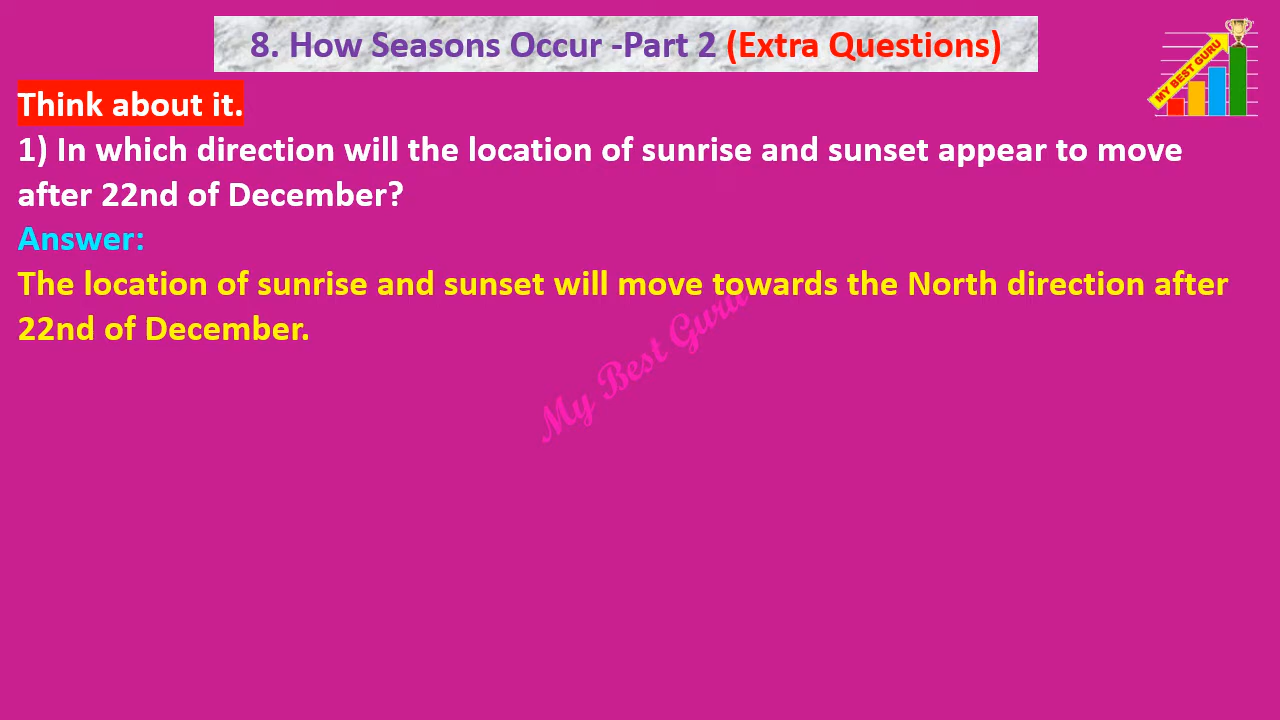 8. How Seasons Occur -Part 2 (Extra Questions)
MY BEST GURU
Think about it.
1) In which direction will the location of sunrise and sunset appear to move
after 22nd of December?
Answer:
The location of sunrise and sunset will move towards the North direction after
22nd of December.
My Best Guru